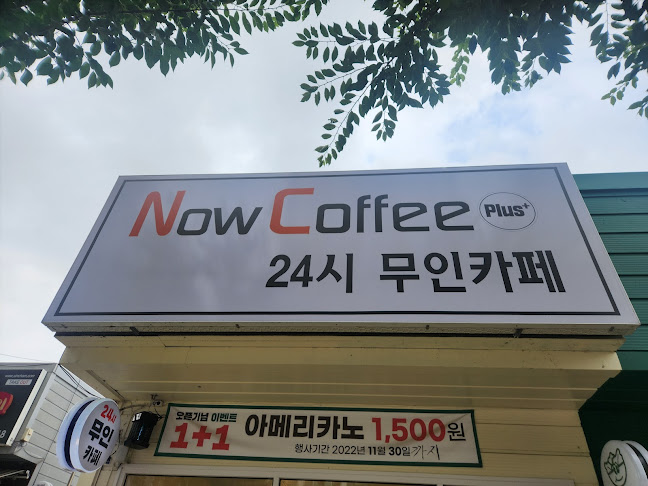 Now Coffee Plus+
24시 무인카페
오픈기념 이벤트
1+1 아메리카노 1,500원
행사기간 2022년 11월 30일 까지
24시
무인
카페
TAKE OUT